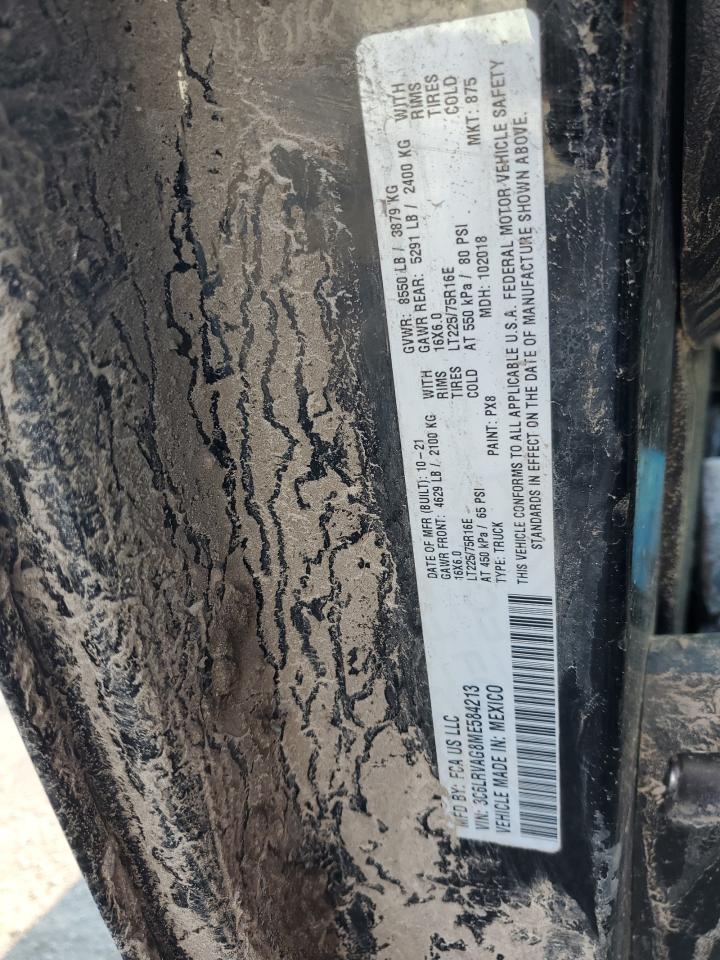 MFD BY: FCA US LLC
DATE OF MFR (BUILT): 10-21
GVWR: 8550 LB / 3879 KG
GAWR FRONT: 4629 LB / 2100 KG WITH
GAWR REAR: 5291 LB / 2400 KG WITH
16X6.0 RIMS
16X6.0 RIMS
LT225/75R16E TIRES
LT225/75R16E TIRES
AT 450 kPa / 65 PSI COLD
AT 550 kPa / 80 PSI COLD
VIN: 3C6LRVAG8ME584213
TYPE: TRUCK
PAINT: PX8
MDH: 102018
MKT: 875
VEHICLE MADE IN: MEXICO
THIS VEHICLE CONFORMS TO ALL APPLICABLE U.S.A. FEDERAL MOTOR VEHICLE SAFETY
STANDARDS IN EFFECT ON THE DATE OF MANUFACTURE SHOWN ABOVE.